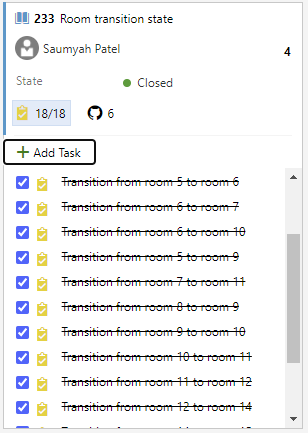 233 Room transition state
Saumyah Patel
4
State
Closed
18/18
6
Add Task
Transition from room 5 to room 6
Transition from room 6 to room 7
Transition from room 6 to room 10
Transition from room 5 to room 9
Transition from room 7 to room 11
Transition from room 8 to room 9
Transition from room 9 to room 10
Transition from room 10 to room 11
Transition from room 11 to room 12
Transition from room 12 to room 14